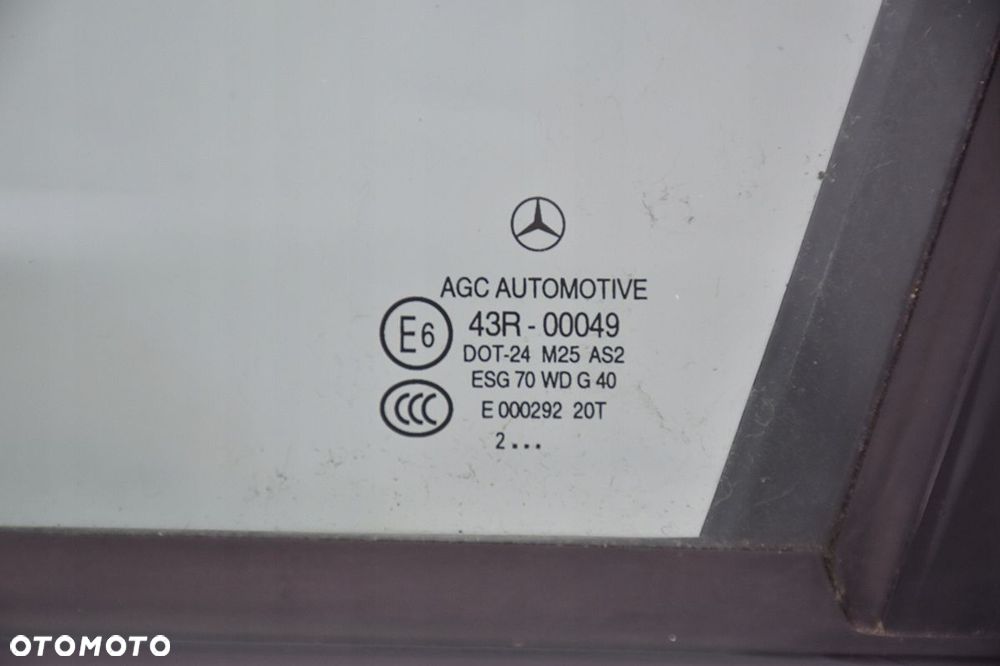 AGC AUTOMOTIVE
E6 43R - 00049
DOT-24 M25 AS2
ESG 70 WD G 40
CCC E 000292 20T
2...
OTOMOTO